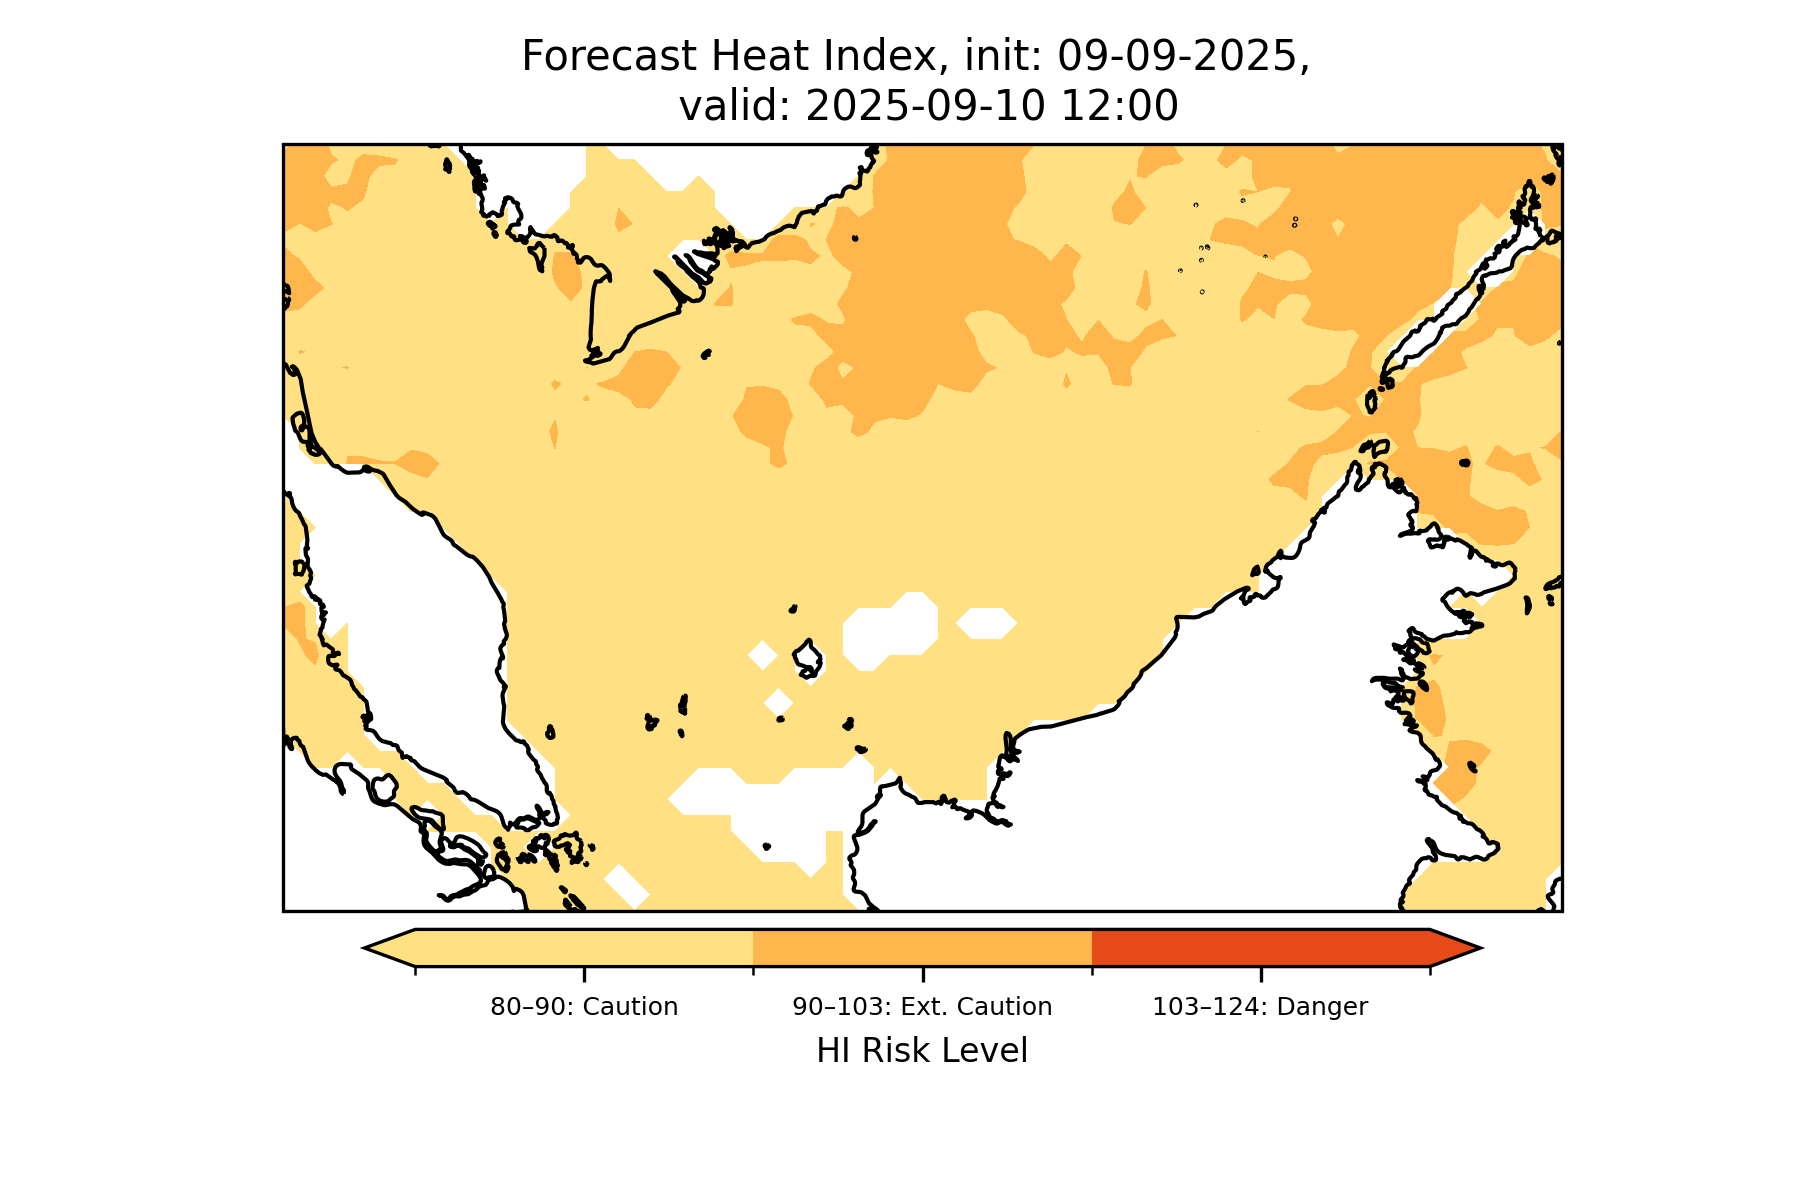 Forecast Heat Index, init: 09-09-2025,
valid: 2025-09-10 12:00
80–90: Caution
90–103: Ext. Caution
103–124: Danger
HI Risk Level